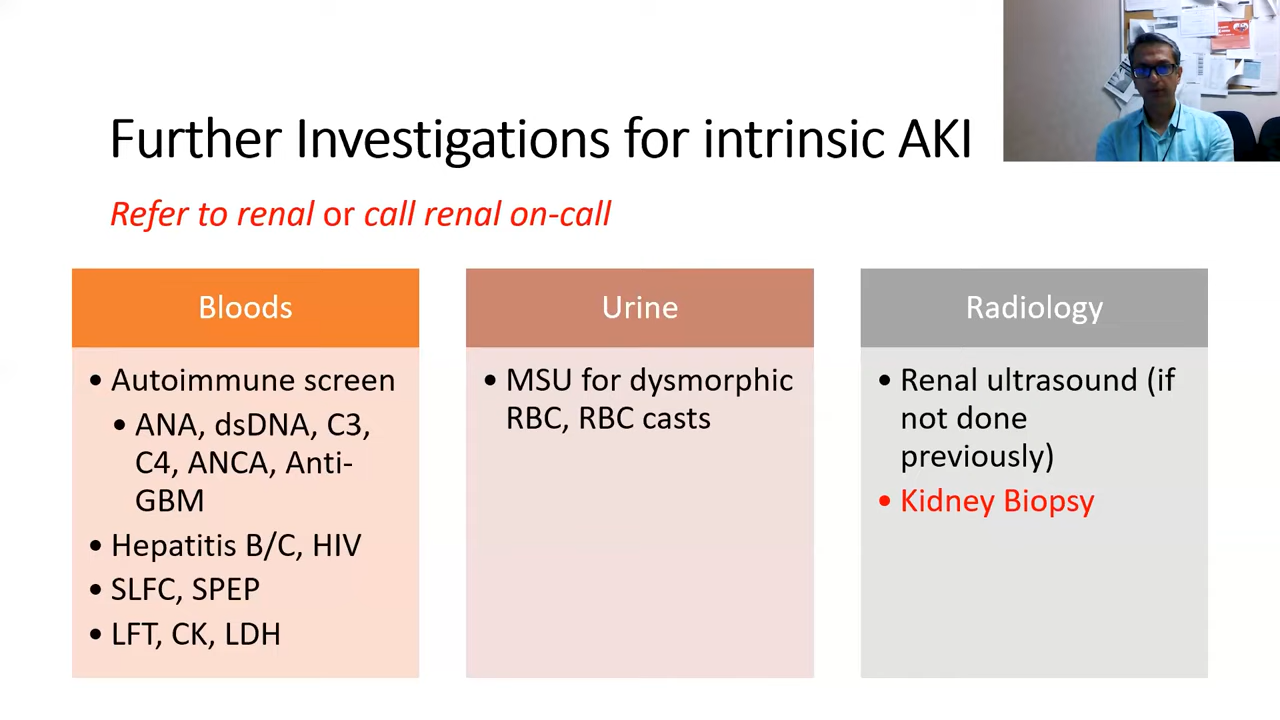 Further Investigations for intrinsic AKI
Refer to renal or call renal on-call
Bloods
• Autoimmune screen
• ANA, dsDNA, C3,
C4, ANCA, Anti-
GBM
• Hepatitis B/C, HIV
• SLFC, SPEP
• LFT, CK, LDH
Urine
• MSU for dysmorphic
RBC, RBC casts
Radiology
• Renal ultrasound (if
not done
previously)
• Kidney Biopsy